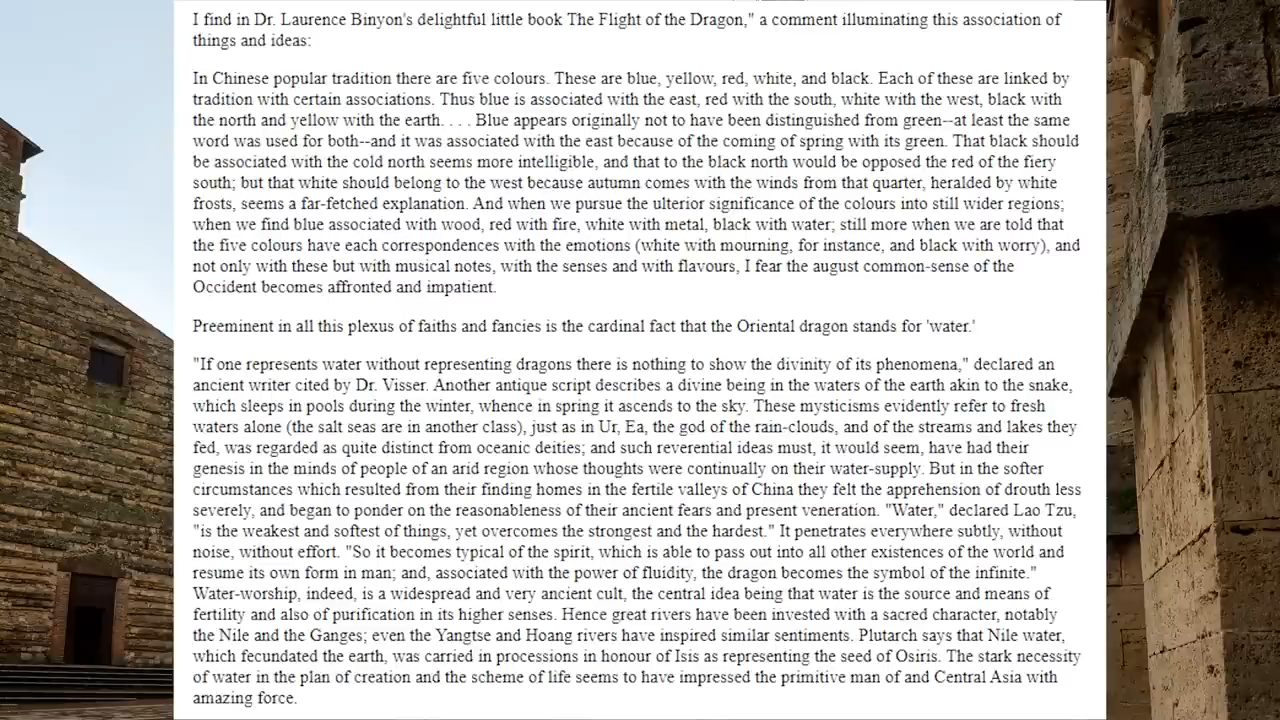 I find in Dr. Laurence Binyon's delightful little book The Flight of the Dragon," a comment illuminating this association of
things and ideas:
In Chinese popular tradition there are five colours. These are blue, yellow, red, white, and black. Each of these are linked by
tradition with certain associations. Thus blue is associated with the east, red with the south, white with the west, black with
the north and yellow with the earth. . . . Blue appears originally not to have been distinguished from green--at least the same
word was used for both--and it was associated with the east because of the coming of spring with its green. That black should
be associated with the cold north seems more intelligible, and that to the black north would be opposed the red of the fiery
south; but that white should belong to the west because autumn comes with the winds from that quarter, heralded by white
frosts, seems a far-fetched explanation. And when we pursue the ulterior significance of the colours into still wider regions;
when we find blue associated with wood, red with fire, white with metal, black with water; still more when we are told that
the five colours have each correspondences with the emotions (white with mourning, for instance, and black with worry), and
not only with these but with musical notes, with the senses and with flavours, I fear the august common-sense of the
Occident becomes affronted and impatient.
Preeminent in all this plexus of faiths and fancies is the cardinal fact that the Oriental dragon stands for 'water.'
"If one represents water without representing dragons there is nothing to show the divinity of its phenomena," declared an
ancient writer cited by Dr. Visser. Another antique script describes a divine being in the waters of the earth akin to the snake,
which sleeps in pools during the winter, whence in spring it ascends to the sky. These mysticisms evidently refer to fresh
waters alone (the salt seas are in another class), just as in Ur, Ea, the god of the rain-clouds, and of the streams and lakes they
fed, was regarded as quite distinct from oceanic deities; and such reverential ideas must, it would seem, have had their
genesis in the minds of people of an arid region whose thoughts were continually on their water-supply. But in the softer
circumstances which resulted from their finding homes in the fertile valleys of China they felt the apprehension of drouth less
severely, and began to ponder on the reasonableness of their ancient fears and present veneration. "Water," declared Lao Tzu,
"is the weakest and softest of things, yet overcomes the strongest and the hardest." It penetrates everywhere subtly, without
noise, without effort. "So it becomes typical of the spirit, which is able to pass out into all other existences of the world and
resume its own form in man; and, associated with the power of fluidity, the dragon becomes the symbol of the infinite."
Water-worship, indeed, is a widespread and very ancient cult, the central idea being that water is the source and means of
fertility and also of purification in its higher senses. Hence great rivers have been invested with a sacred character, notably
the Nile and the Ganges; even the Yangtse and Hoang rivers have inspired similar sentiments. Plutarch says that Nile water,
which fecundated the earth, was carried in processions in honour of Isis as representing the seed of Osiris. The stark necessity
of water in the plan of creation and the scheme of life seems to have impressed the primitive man of and Central Asia with
amazing force.